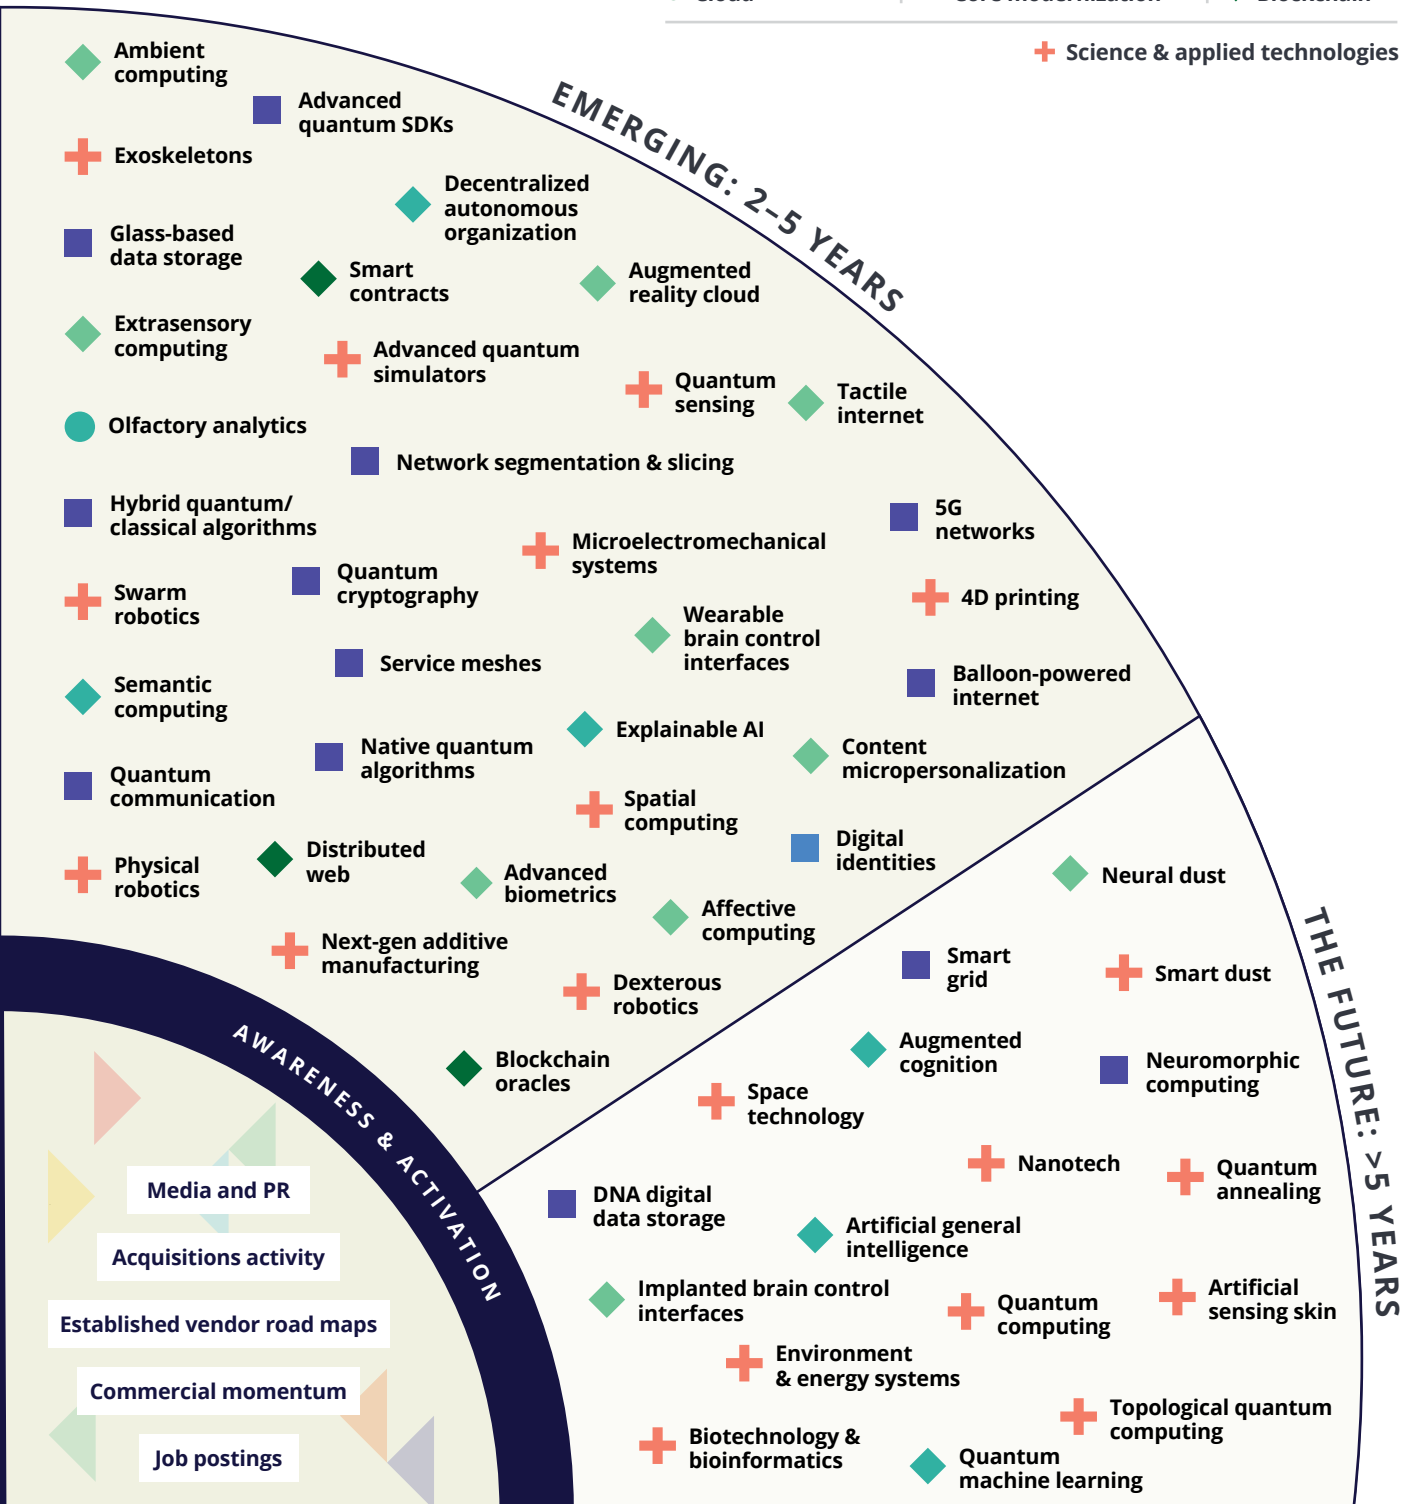 Cloud
Core modernization
Blockchain
Science & applied technologies
EMERGING: 2–5 YEARS
Ambient
computing
Advanced
quantum SDKs
Exoskeletons
Decentralized
autonomous
organization
Glass-based
data storage
Smart
contracts
Augmented
reality cloud
Extrasensory
computing
Advanced quantum
simulators
Quantum
sensing
Tactile
internet
Olfactory analytics
Network segmentation & slicing
Hybrid quantum/
classical algorithms
5G
networks
Microelectromechanical
systems
Quantum
cryptography
Swarm
robotics
4D printing
Wearable
brain control
interfaces
Service meshes
Balloon-powered
internet
Semantic
computing
Explainable AI
Native quantum
algorithms
Content
micropersonalization
Quantum
communication
Spatial
computing
Digital
identities
Distributed
web
Physical
robotics
Advanced
biometrics
Affective
computing
Next-gen additive
manufacturing
Dexterous
robotics
Blockchain
oracles
THE FUTURE: >5 YEARS
Neural dust
Smart
grid
Smart dust
Augmented
cognition
Neuromorphic
computing
Space
technology
Nanotech
Quantum
annealing
DNA digital
data storage
Artificial general
intelligence
Implanted brain control
interfaces
Quantum
computing
Artificial
sensing skin
Environment
& energy systems
Topological quantum
computing
Biotechnology &
bioinformatics
Quantum
machine learning
AWARENESS & ACTIVATION
Media and PR
Acquisitions activity
Established vendor road maps
Commercial momentum
Job postings